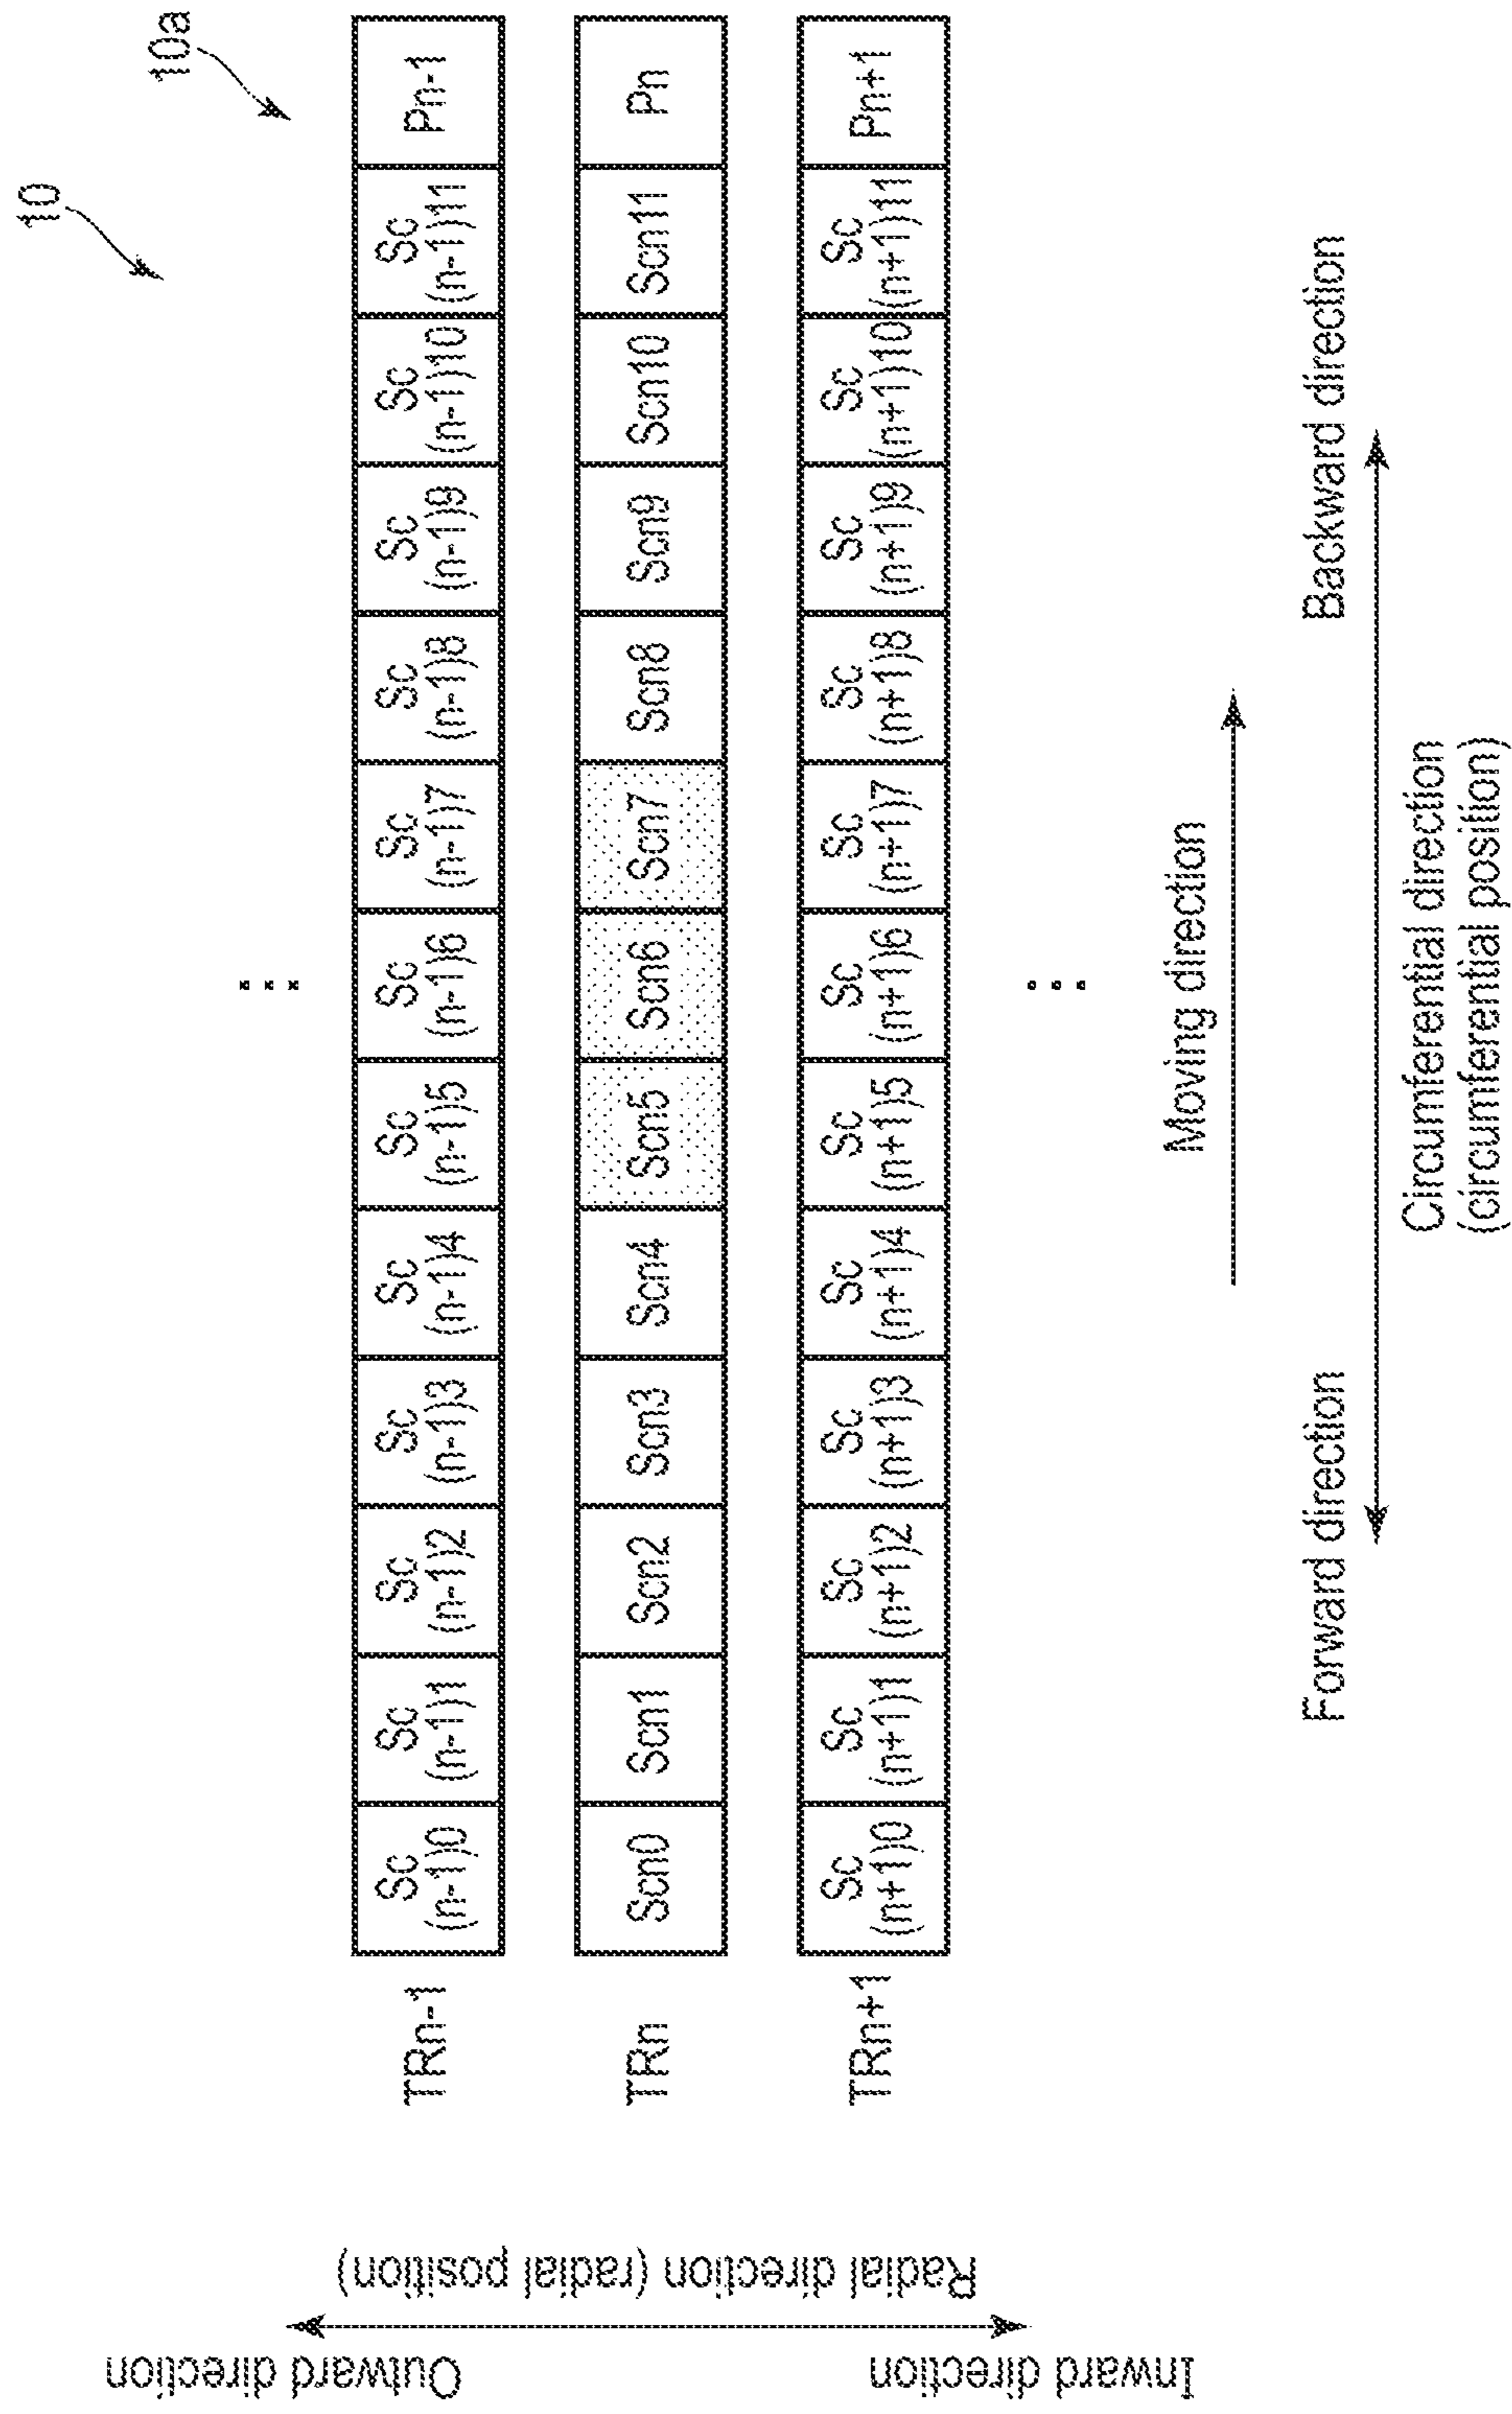 10
10a
Outward direction
Radial direction (radial position)
Inward direction
...
TRn-1
Sc
(n-1)0
Sc
(n-1)1
Sc
(n-1)2
Sc
(n-1)3
Sc
(n-1)4
Sc
(n-1)5
Sc
(n-1)6
Sc
(n-1)7
Sc
(n-1)8
Sc
(n-1)9
Sc
(n-1)10
Sc
(n-1)11
Pn-1
TRn
Scn0
Scn1
Scn2
Scn3
Scn4
Scn5
Scn6
Scn7
Scn8
Scn9
Scn10
Scn11
Pn
TRn+1
Sc
(n+1)0
Sc
(n+1)1
Sc
(n+1)2
Sc
(n+1)3
Sc
(n+1)4
Sc
(n+1)5
Sc
(n+1)6
Sc
(n+1)7
Sc
(n+1)8
Sc
(n+1)9
Sc
(n+1)10
Sc
(n+1)11
Pn+1
...
Moving direction
Forward direction
Backward direction
Circumferential direction
(circumferential position)